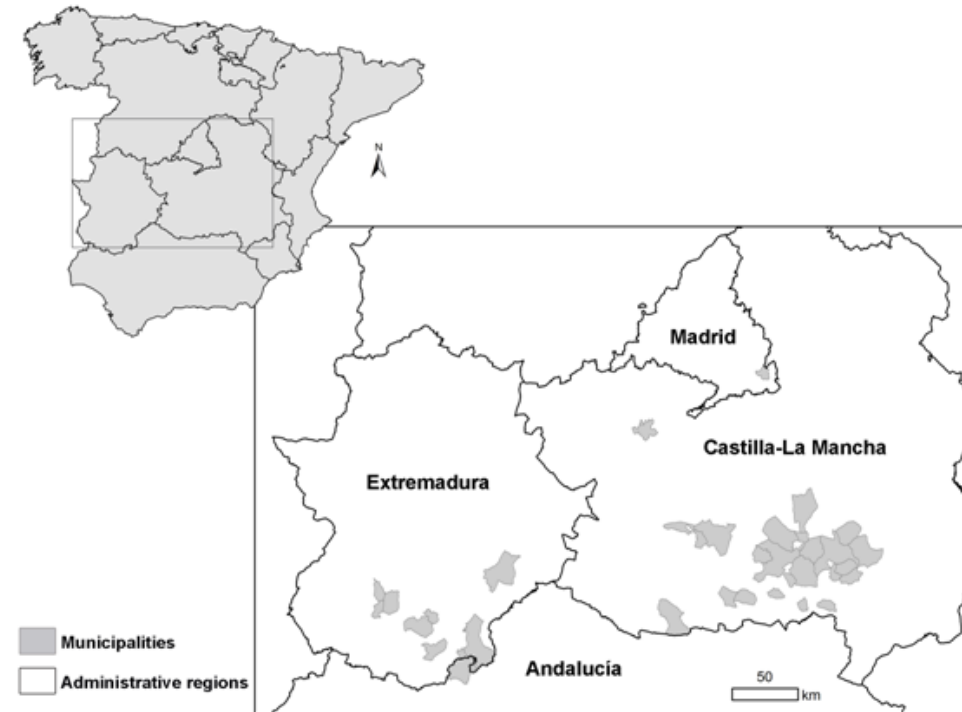 N
Madrid
Castilla-La Mancha
Extremadura
Andalucía
Municipalities
Administrative regions
50
km